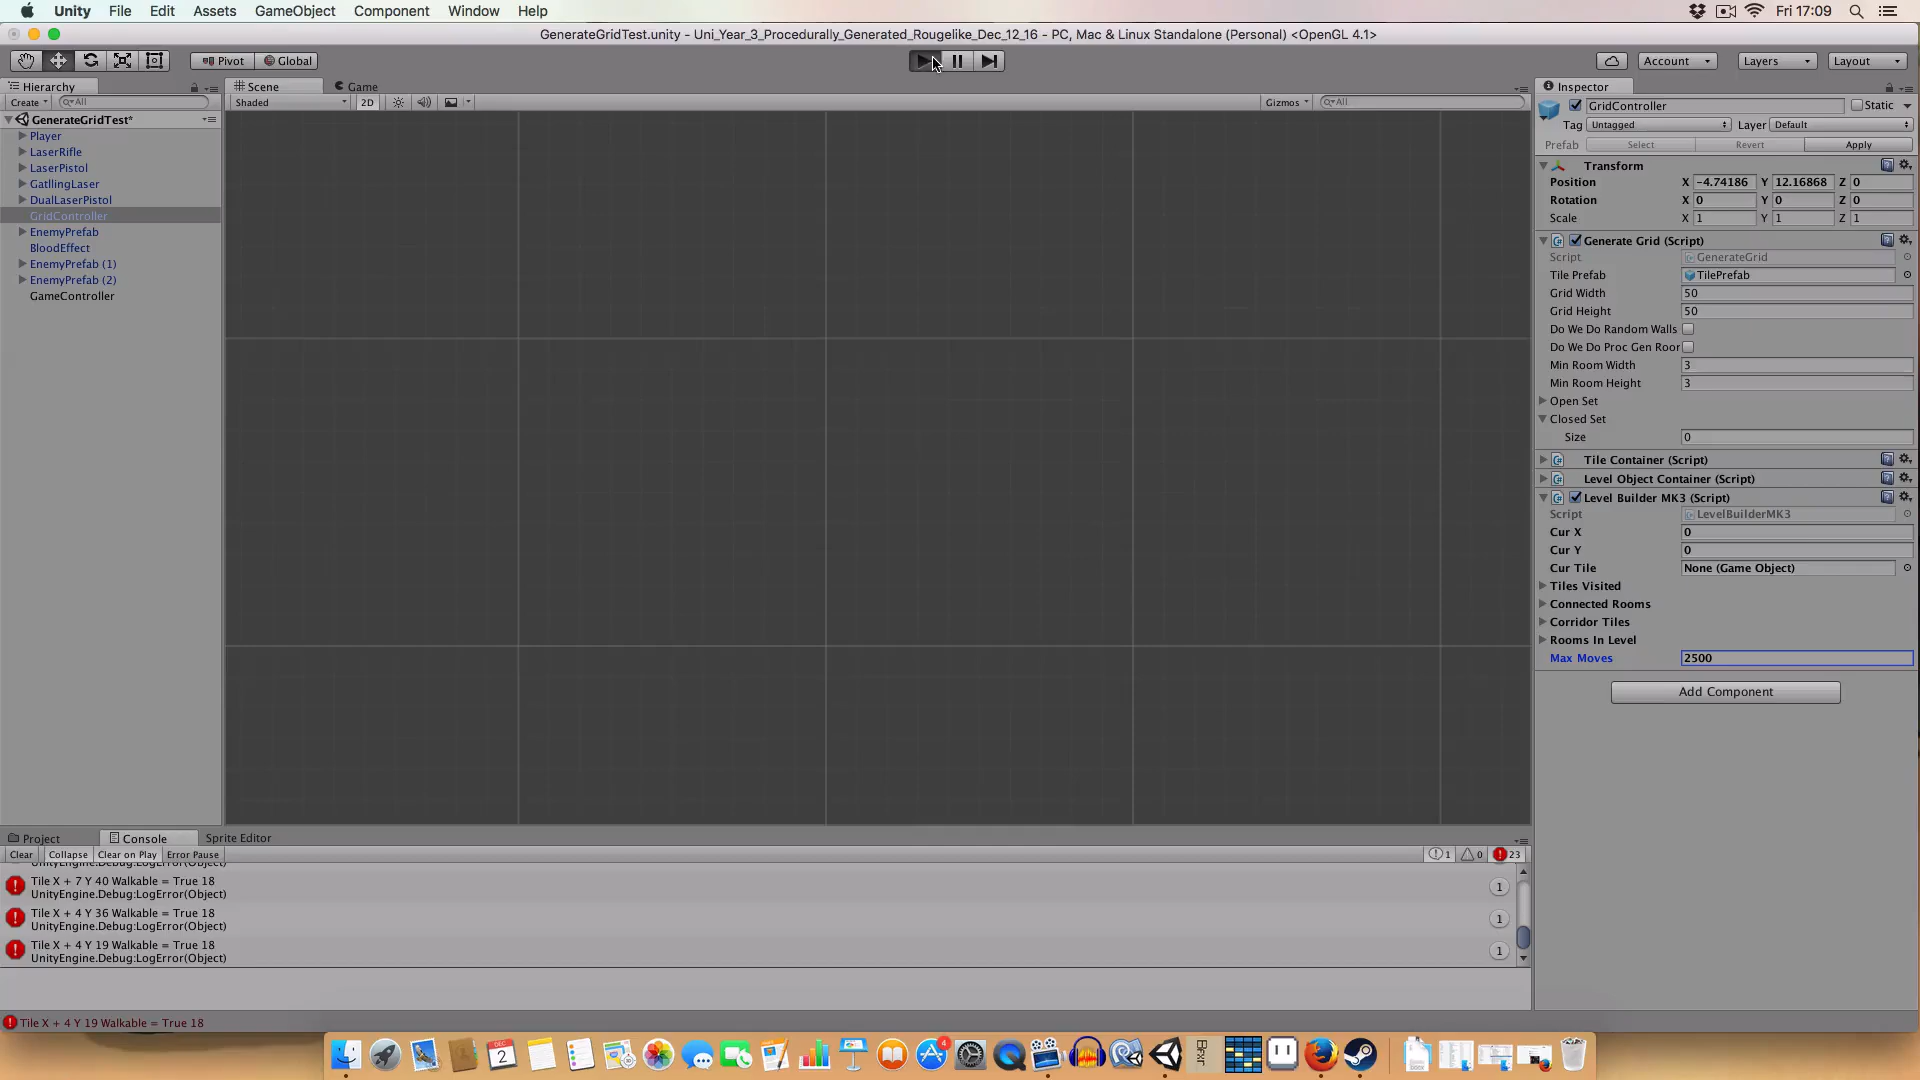 Unity File Edit Assets GameObject Component Window Help Fri 17:09
GenerateGridTest.unity - Uni_Year_3_Procedurally_Generated_Rougelike_Dec_12_16 - PC, Mac & Linux Standalone (Personal) <OpenGL 4.1>
Pivot Global Account Layers Layout
Hierarchy
Create All
GenerateGridTest*
Player
LaserRifle
LaserPistol
GatllingLaser
DualLaserPistol
GridController
EnemyPrefab
BloodEffect
EnemyPrefab (1)
EnemyPrefab (2)
GameController
Scene Game
Shaded 2D Gizmos All
Inspector
GridController Static
Tag Untagged Layer Default
Prefab Select Revert Apply
Transform
Position X -4.74186 Y 12.16868 Z 0
Rotation X 0 Y 0 Z 0
Scale X 1 Y 1 Z 1
Generate Grid (Script)
Script GenerateGrid
Tile Prefab TilePrefab
Grid Width 50
Grid Height 50
Do We Do Random Walls
Do We Do Proc Gen Roor
Min Room Width 3
Min Room Height 3
Open Set
Closed Set
Size 0
Tile Container (Script)
Level Object Container (Script)
Level Builder MK3 (Script)
Script LevelBuilderMK3
Cur X 0
Cur Y 0
Cur Tile None (Game Object)
Tiles Visited
Connected Rooms
Corridor Tiles
Rooms In Level
Max Moves 2500
Add Component
Project Console Sprite Editor
Clear Collapse Clear on Play Error Pause 1 0 23
UnityEngine.Debug:LogError(Object)
Tile X + 7 Y 40 Walkable = True 18
UnityEngine.Debug:LogError(Object) 1
Tile X + 4 Y 36 Walkable = True 18
UnityEngine.Debug:LogError(Object) 1
Tile X + 4 Y 19 Walkable = True 18
UnityEngine.Debug:LogError(Object) 1
Tile X + 4 Y 19 Walkable = True 18
DEC
2
4